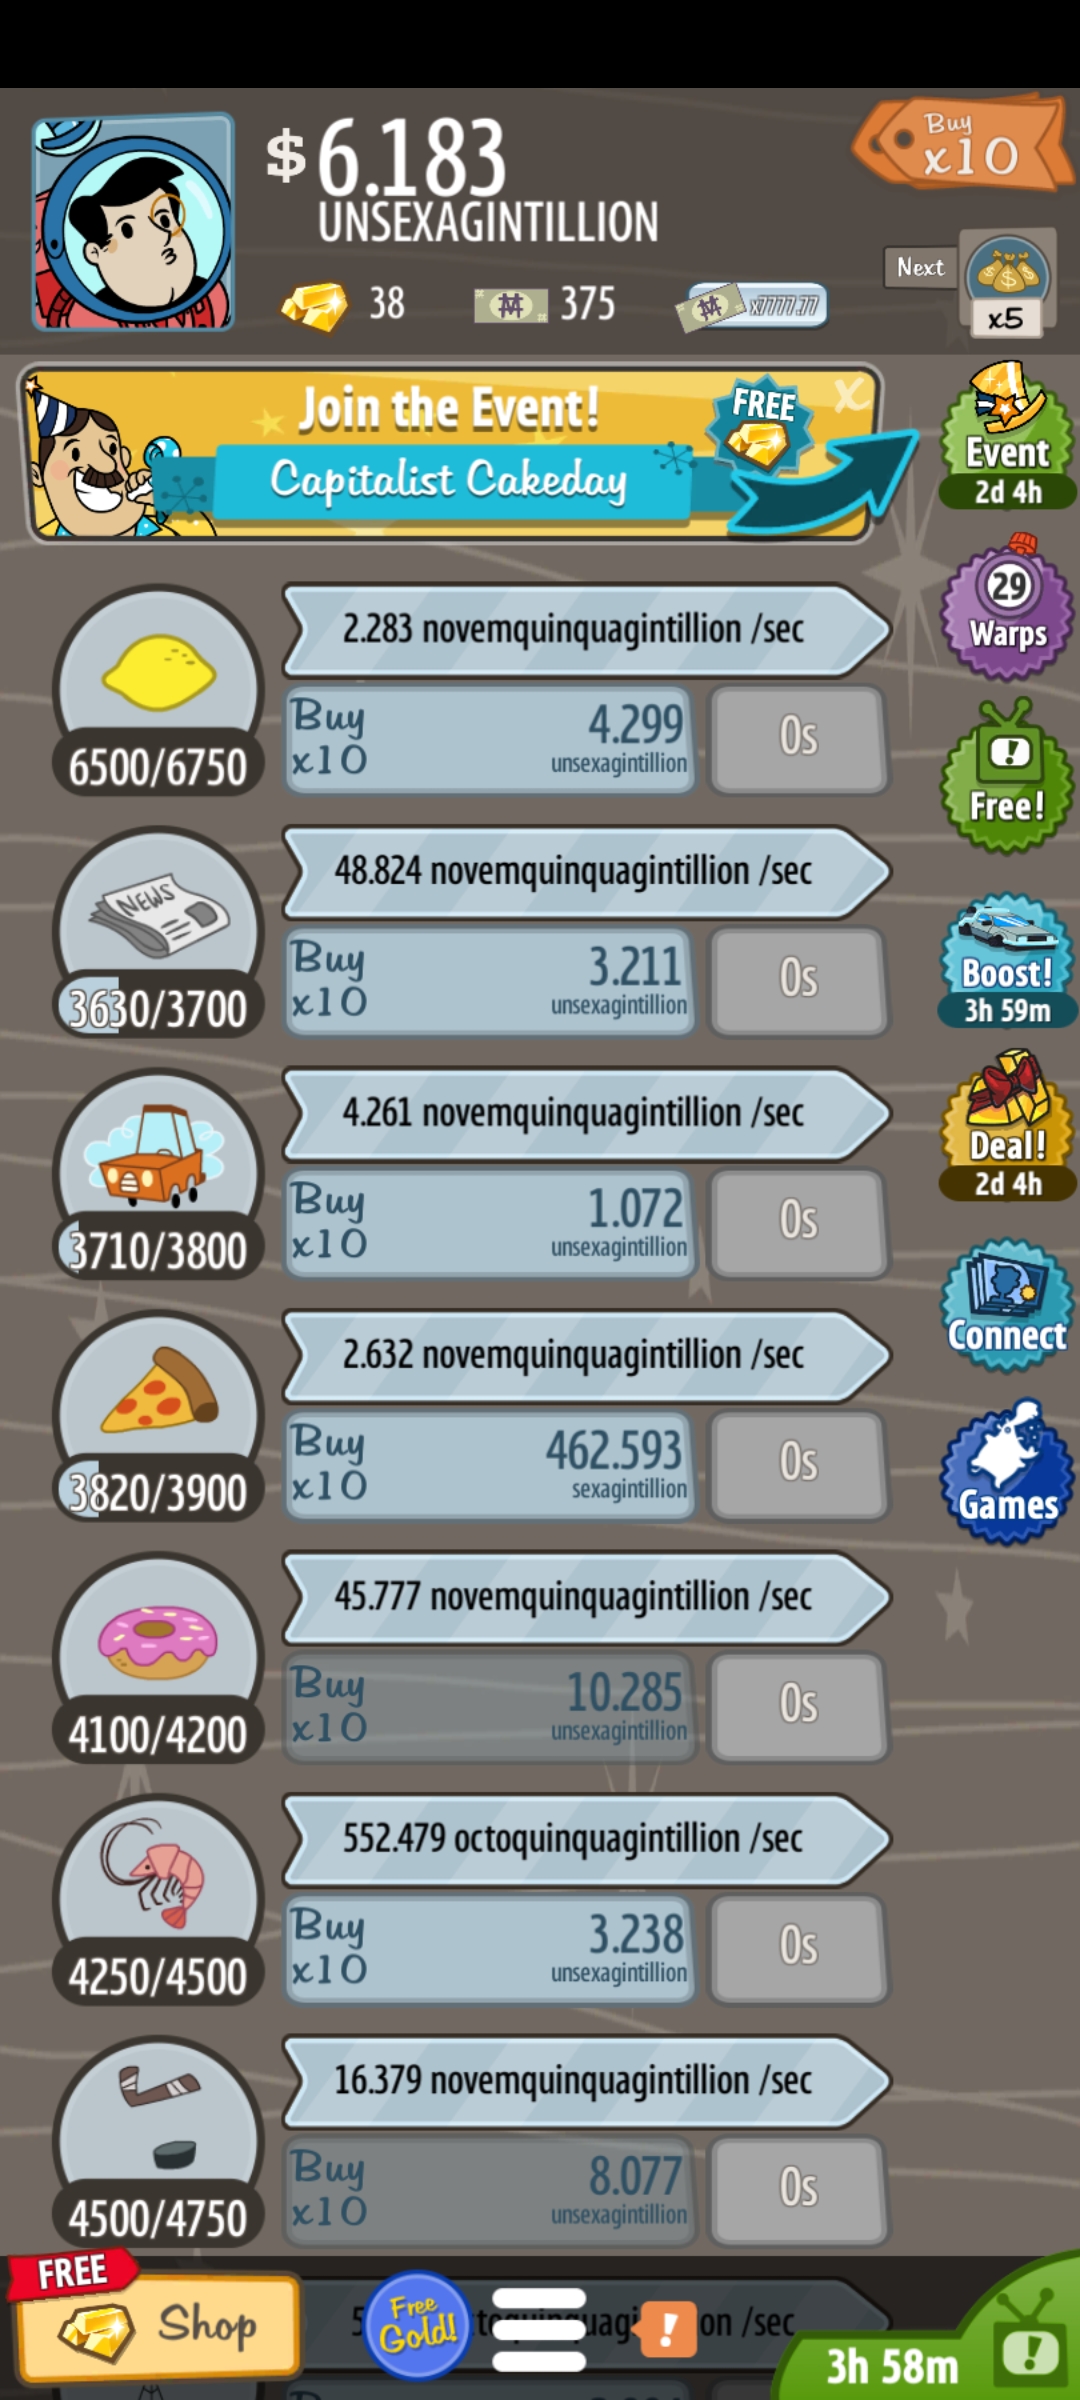 $ 6.183
UNSEXAGINTILLION
Buy
x10
38
375
x7777.77
Next
x5
Join the Event!
Capitalist Cakeday
FREE
X
Event
2d 4h
2.283 novemquinquagintillion /sec
29
Warps
6500/6750
Buy
x10
4.299
unsexagintillion
0s
Free!
NEWS
48.824 novemquinquagintillion /sec
3630/3700
Buy
x10
3.211
unsexagintillion
0s
Boost!
3h 59m
4.261 novemquinquagintillion /sec
Deal!
2d 4h
3710/3800
Buy
x10
1.072
unsexagintillion
0s
Connect
2.632 novemquinquagintillion /sec
3820/3900
Buy
x10
462.593
sexagintillion
0s
Games
45.777 novemquinquagintillion /sec
4100/4200
Buy
x10
10.285
unsexagintillion
0s
552.479 octoquinquagintillion /sec
4250/4500
Buy
x10
3.238
unsexagintillion
0s
16.379 novemquinquagintillion /sec
4500/4750
Buy
x10
8.077
unsexagintillion
0s
FREE
Shop
Free
Gold!
!
/sec
3h 58m
!